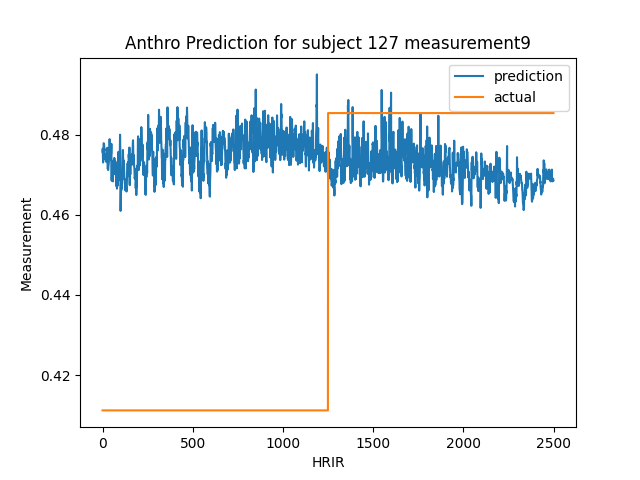 Anthro Prediction for subject 127 measurement9
prediction
actual
0.48
0.46
0.44
0.42
Measurement
0
500
1000
1500
2000
2500
HRIR